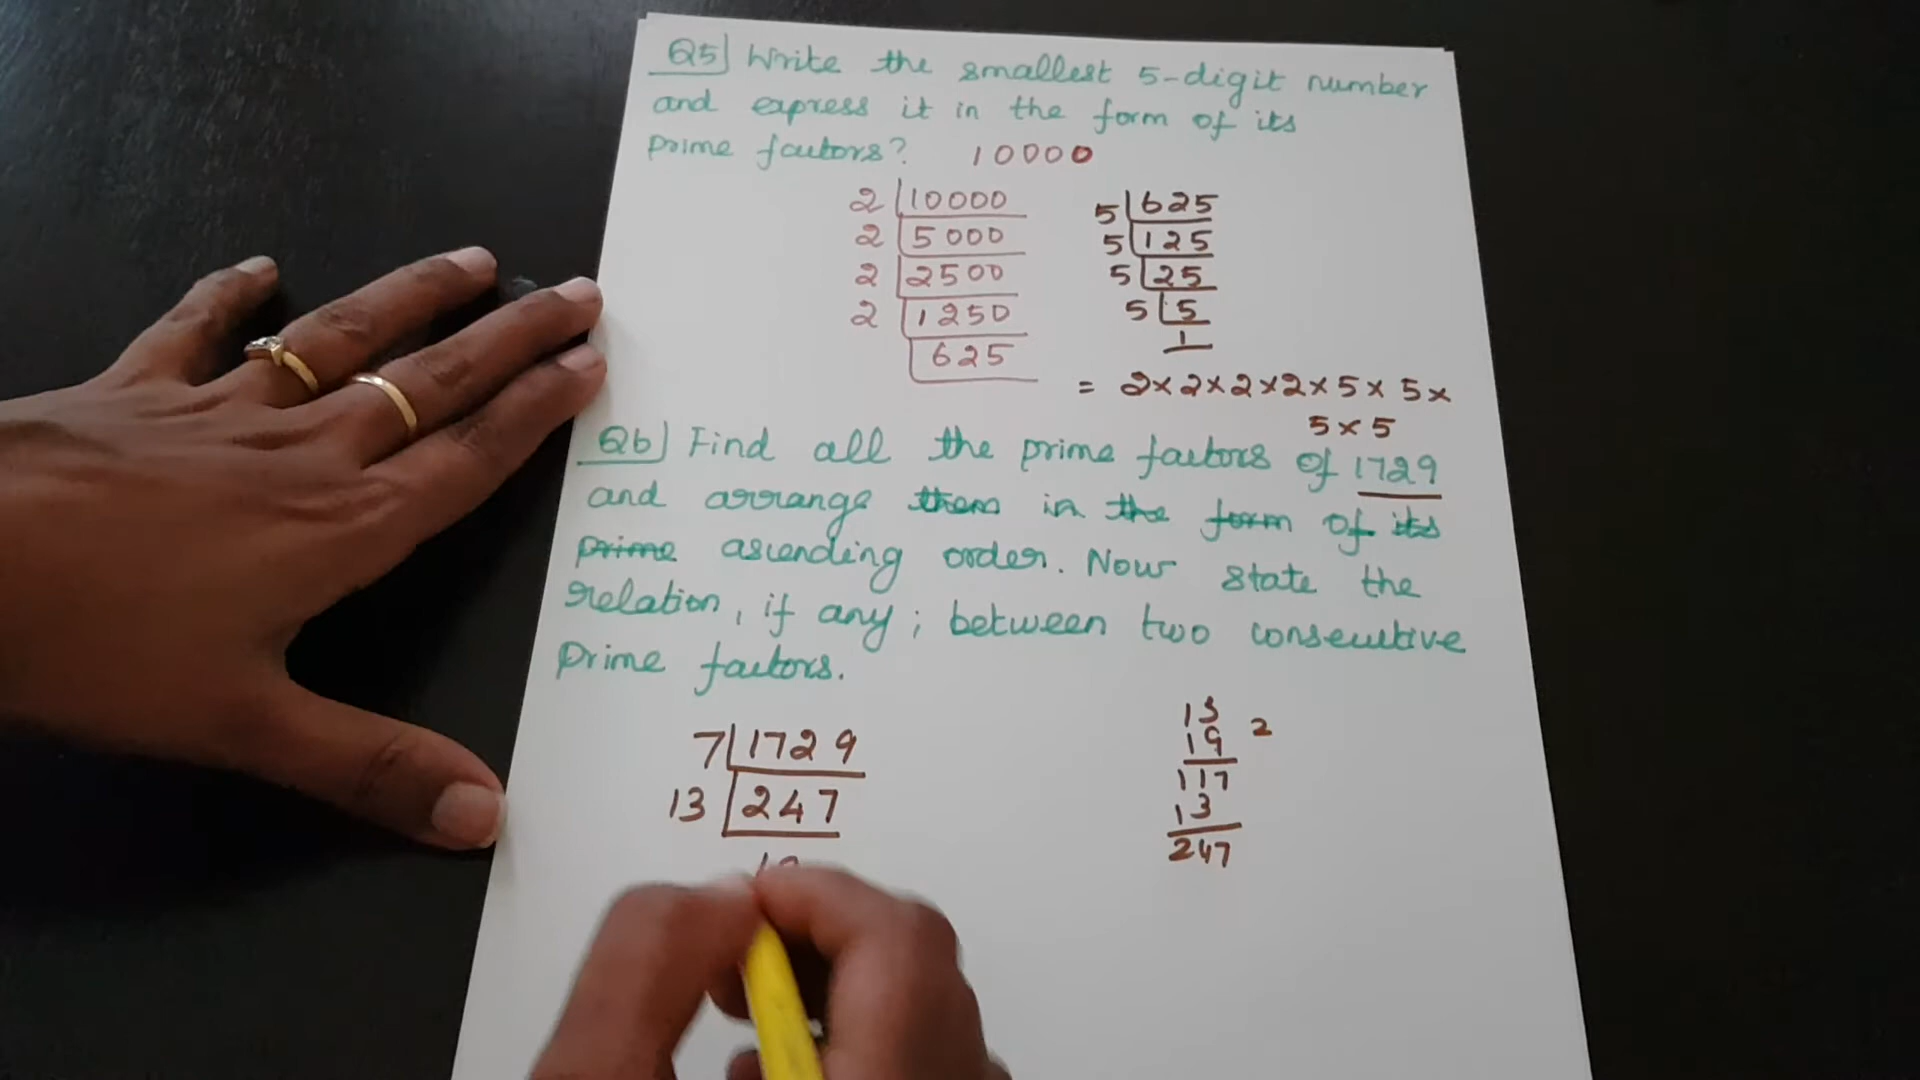 Q5 Write the smallest 5-digit number
and express it in the form of its
prime factors? 10000
2 10000
2 5000
2 2500
2 1250
625
5 625
5 125
5 25
5 5
1
= 2×2×2×2×5×5×
5×5
Q6 Find all the prime factors of 1729
and arrange them in the form of its
prime ascending order. Now state the
relation, if any; between two consecutive
prime factors.
7 1729
13 247
13
19 2
117
13
247